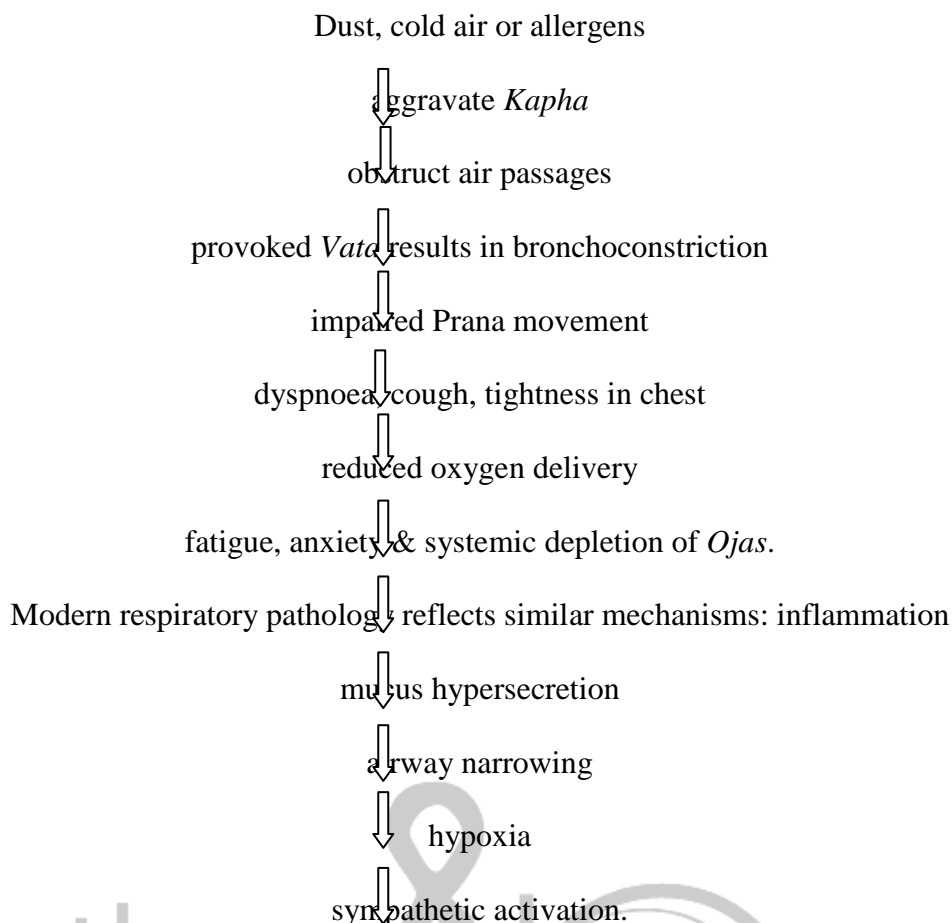 Dust, cold air or allergens
aggravate Kapha
obstruct air passages
provoked Vata results in bronchoconstriction
impaired Prana movement
dyspnoea, cough, tightness in chest
reduced oxygen delivery
fatigue, anxiety & systemic depletion of Ojas.
Modern respiratory pathology reflects similar mechanisms: inflammation
mucus hypersecretion
airway narrowing
hypoxia
sympathetic activation.